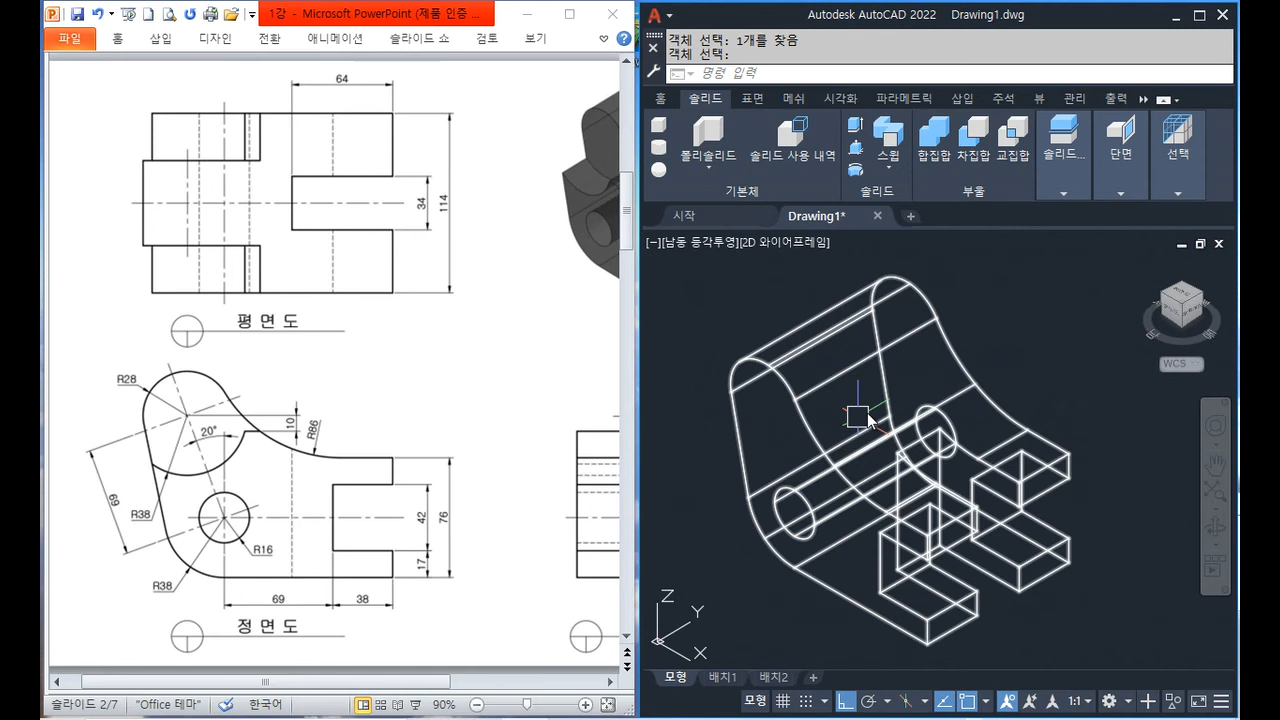 1강 - Microsoft PowerPoint (제품 인증 ...
파일 홈 삽입 디자인 전환 애니메이션 슬라이드 쇼 검토 보기
64
34
114
평 면 도
R28
20°
10
R86
69
R38
R16
R38
42
76
17
69
38
정 면 도
슬라이드 2/7 "Office 테마" 한국어 90%
Autodesk AutoCAD 2022 Drawing1.dwg
객체 선택: 1개를 찾음
객체 선택:
명령 입력
홈 솔리드 표면 메쉬 시각화 파라메트릭 삽입 주석 뷰 관리 출력
폴리솔리드 솔리드 사용 내역 스윕 합집합 차집합 교집합 솔리드... 단면 선택
기본체 솔리드 부울
시작 Drawing1*
[−][남동 등각투영][2D 와이어프레임]
WCS
Z
Y
X
모형 배치1 배치2
모형 1:1